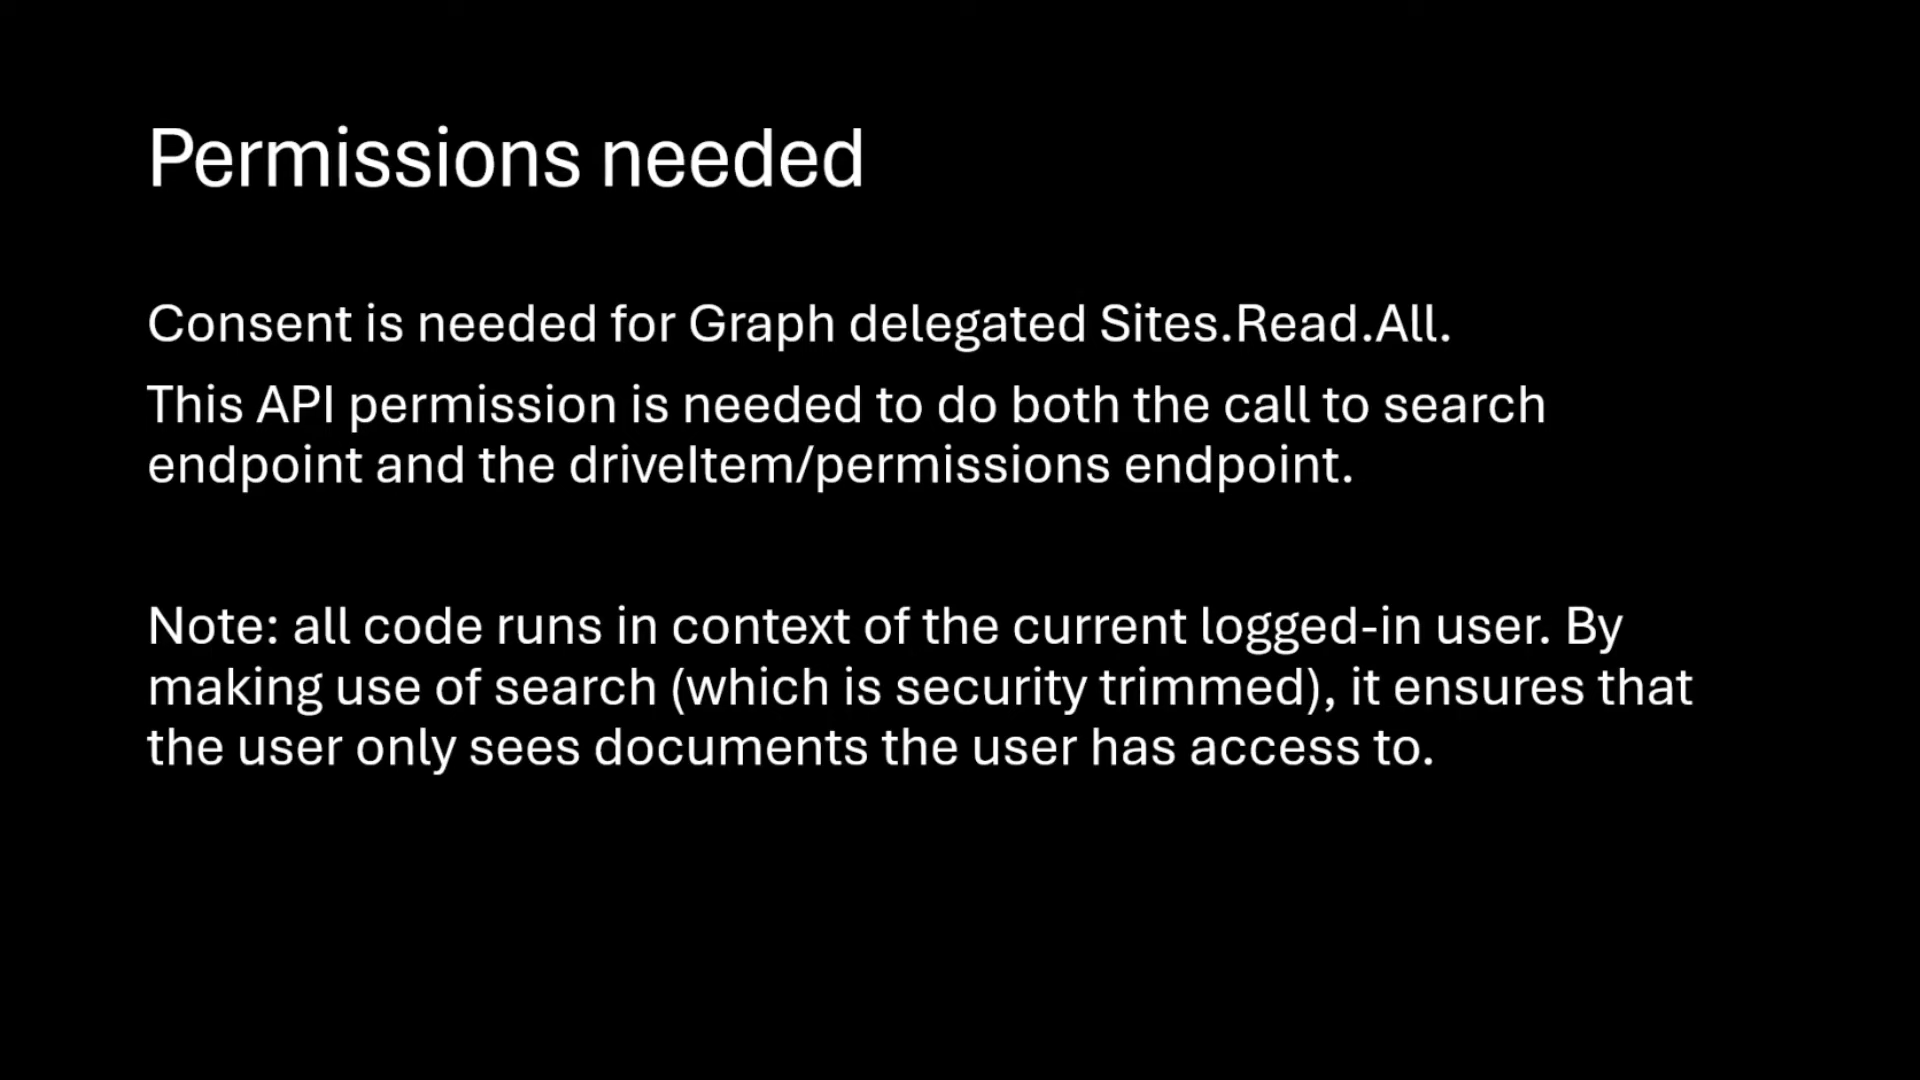 Permissions needed
Consent is needed for Graph delegated Sites.Read.All.
This API permission is needed to do both the call to search
endpoint and the driveItem/permissions endpoint.
Note: all code runs in context of the current logged-in user. By
making use of search (which is security trimmed), it ensures that
the user only sees documents the user has access to.